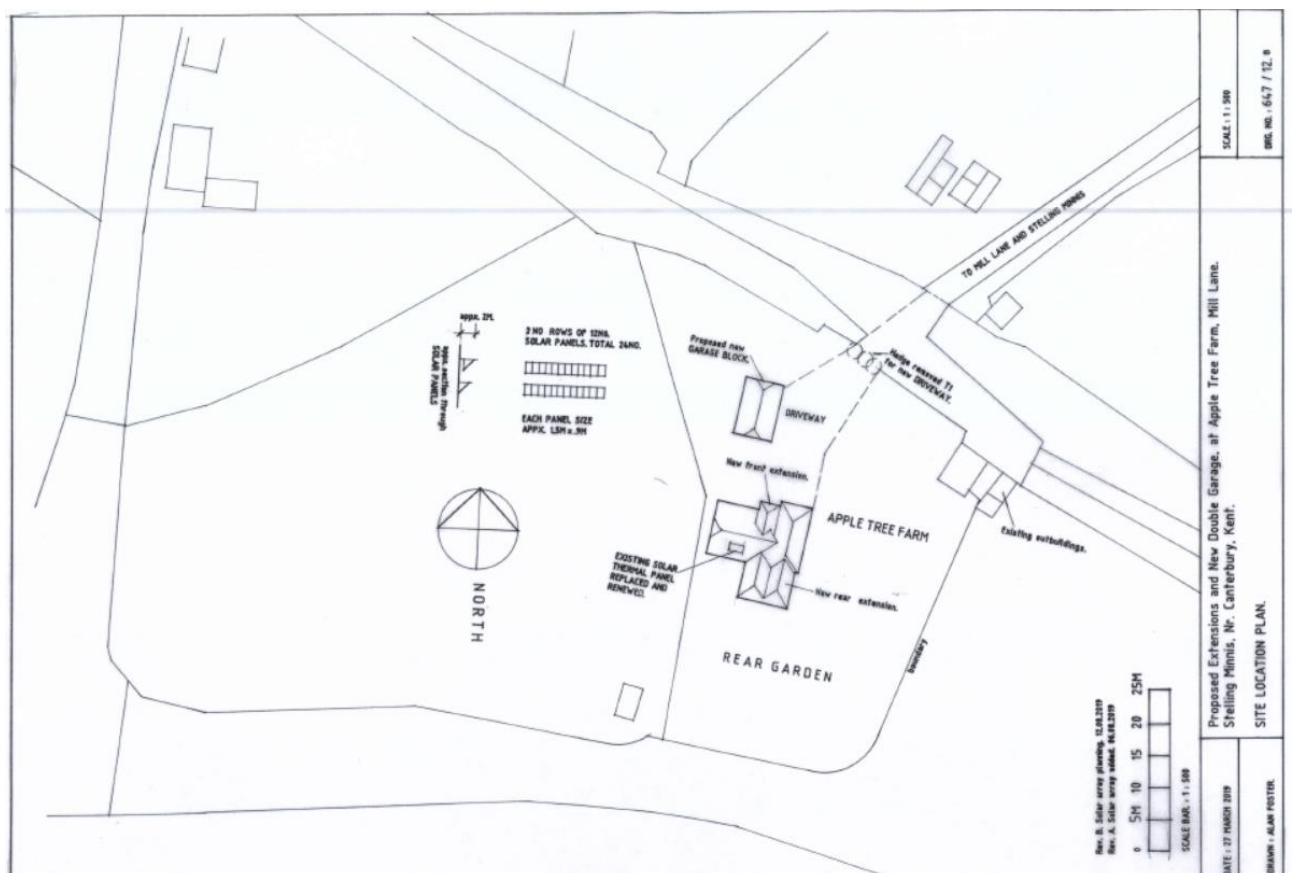 appx. 2M.
appx. section through
SOLAR PANELS
2 NO ROWS OF 12NO.
SOLAR PANELS. TOTAL 24NO.
EACH PANEL SIZE
APPX. 1.5M x .9M
NORTH
Proposed new
GARAGE BLOCK.
DRIVEWAY
Hedge removed TI
for new DRIVEWAY.
TO MILL LANE AND STELLING MINNIS
New front extension.
APPLE TREE FARM
Existing outbuildings.
EXISTING SOLAR
THERMAL PANEL
REPLACED AND
RENEWED.
New rear extension.
REAR GARDEN
boundary
Rev. B. Solar array planning. 12.08.2019
Rev. A. Solar array added. 06.08.2019
0 5M 10 15 20 25M
SCALE BAR. : 1 : 500
Proposed Extensions and New Double Garage, at Apple Tree Farm, Mill Lane.
Stelling Minnis, Nr. Canterbury, Kent.
SITE LOCATION PLAN.
SCALE : 1 : 500
DRG. NO. : 647 / 12. B
DATE : 27 MARCH 2019
DRAWN : ALAN FOSTER.